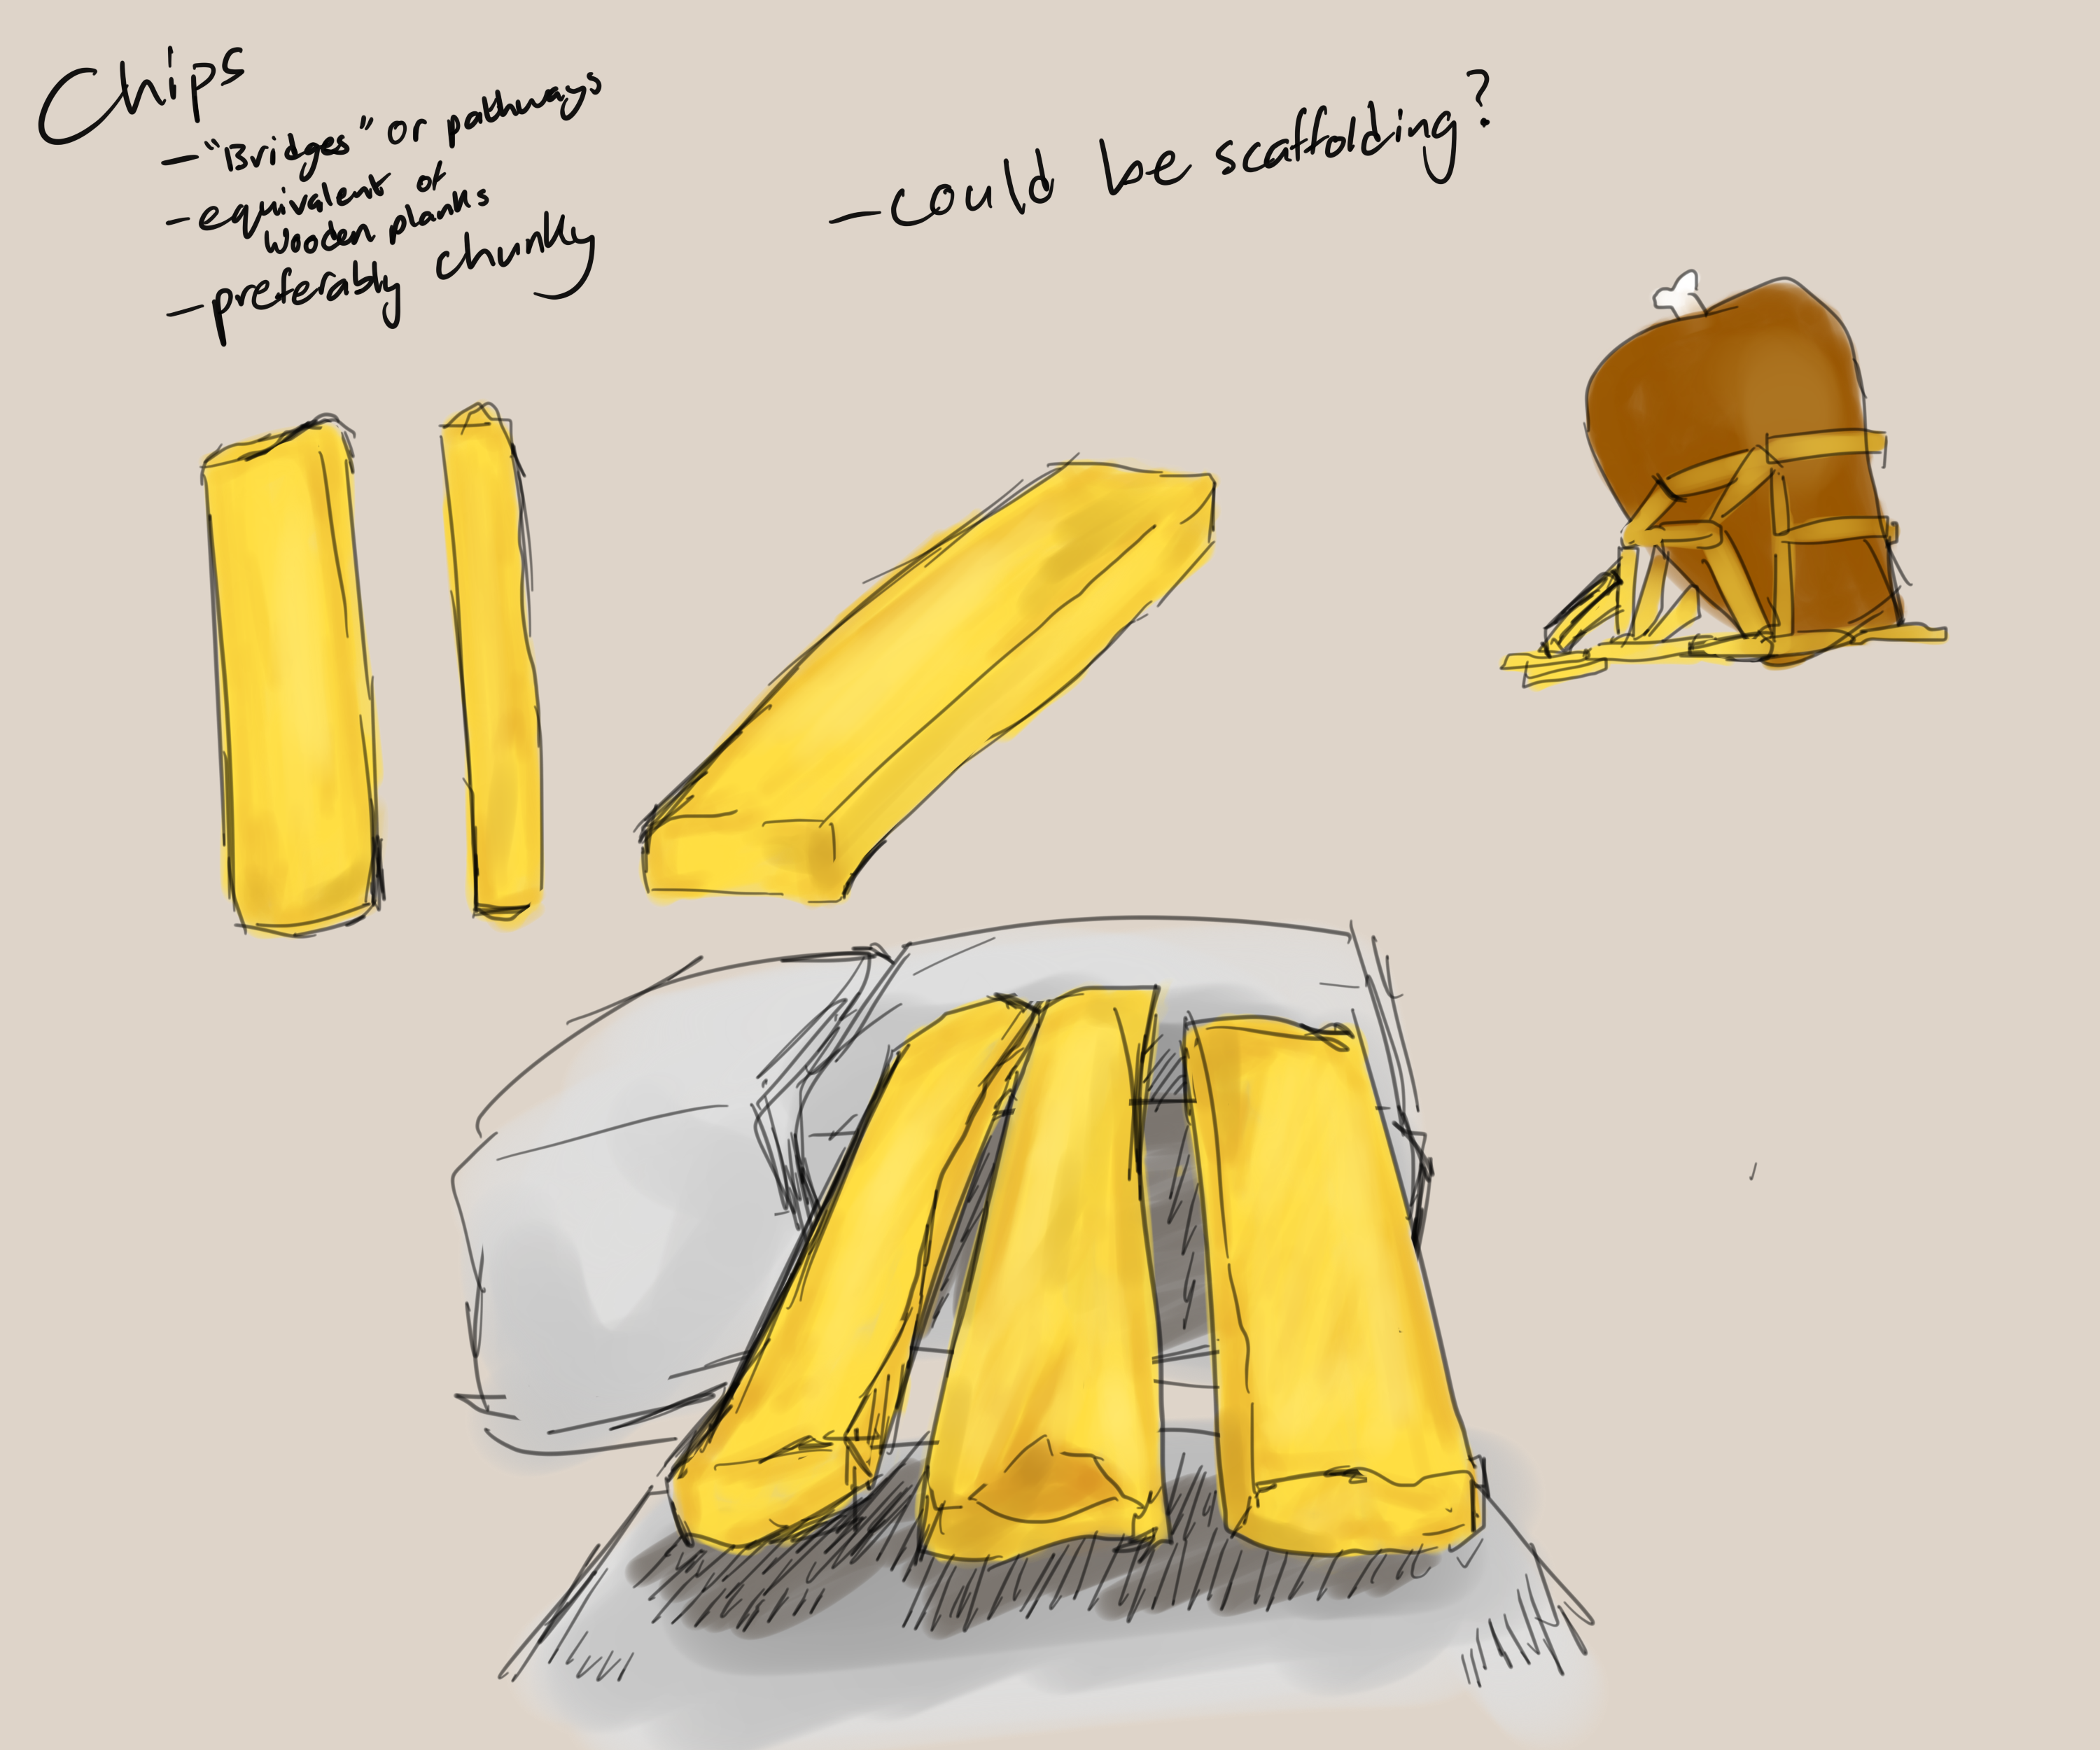 Chips
-"Bridges" or pathways
-equivalent of
wooden planks
-preferably chunky
-could be scaffolding?